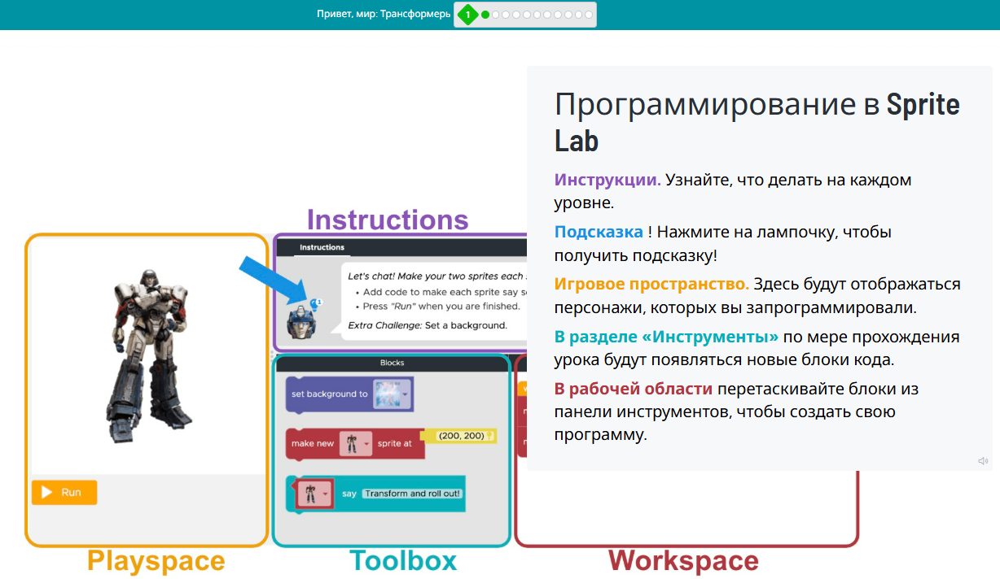 Привет, мир: Трансформерь
1
Программирование в Sprite
Lab
Инструкции. Узнайте, что делать на каждом
уровне.
Подсказка ! Нажмите на лампочку, чтобы
получить подсказку!
Игровое пространство. Здесь будут отображаться
персонажи, которых вы запрограммировали.
В разделе «Инструменты» по мере прохождения
урока будут появляться новые блоки кода.
В рабочей области перетаскивайте блоки из
панели инструментов, чтобы создать свою
программу.
Instructions
Instructions
Let's chat! Make your two sprites each
• Add code to make each sprite say
• Press "Run" when you are finished.
Extra Challenge: Set a background.
1
Blocks
set background to
make new sprite at (200, 200)
say Transform and roll out!
Run
Playspace
Toolbox
Workspace